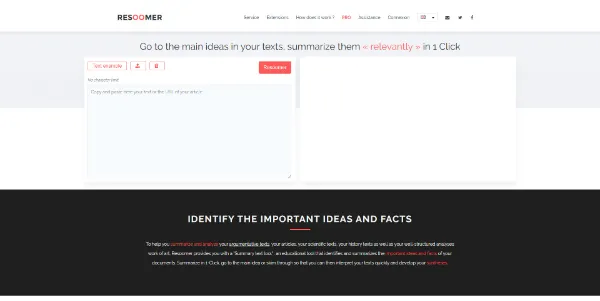 RESOOMER
Service Extensions How does it work ? PRO Assistance Connexion
Go to the main ideas in your texts, summarize them « relevantly » in 1 Click
Text example
Resoomer
No characterized
Copy and paste here your text or the URL of your article
IDENTIFY THE IMPORTANT IDEAS AND FACTS
To help you summarize and analyze your argumentative texts, your articles, your scientific texts, your history texts as well as your well-structured analyses
work of art, Resoomer provides you with a "Summary text tool" : an educational tool that identifies and summarizes the important ideas and facts of your
documents. Summarize in 1-Click, go to the main idea or skim through so that you can then interpret your texts quickly and develop your syntheses.